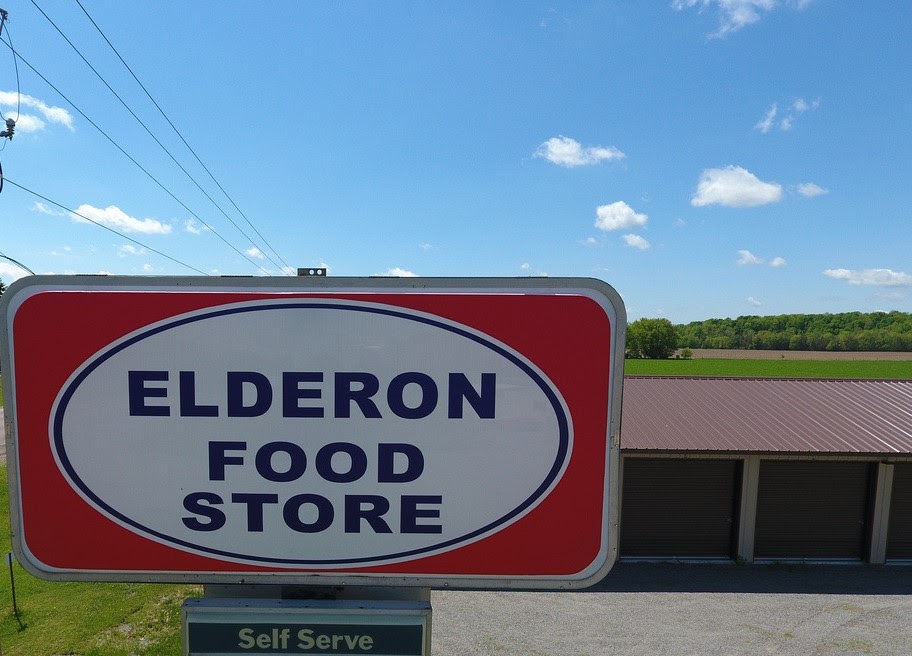 ELDERON
FOOD
STORE
Self Serve